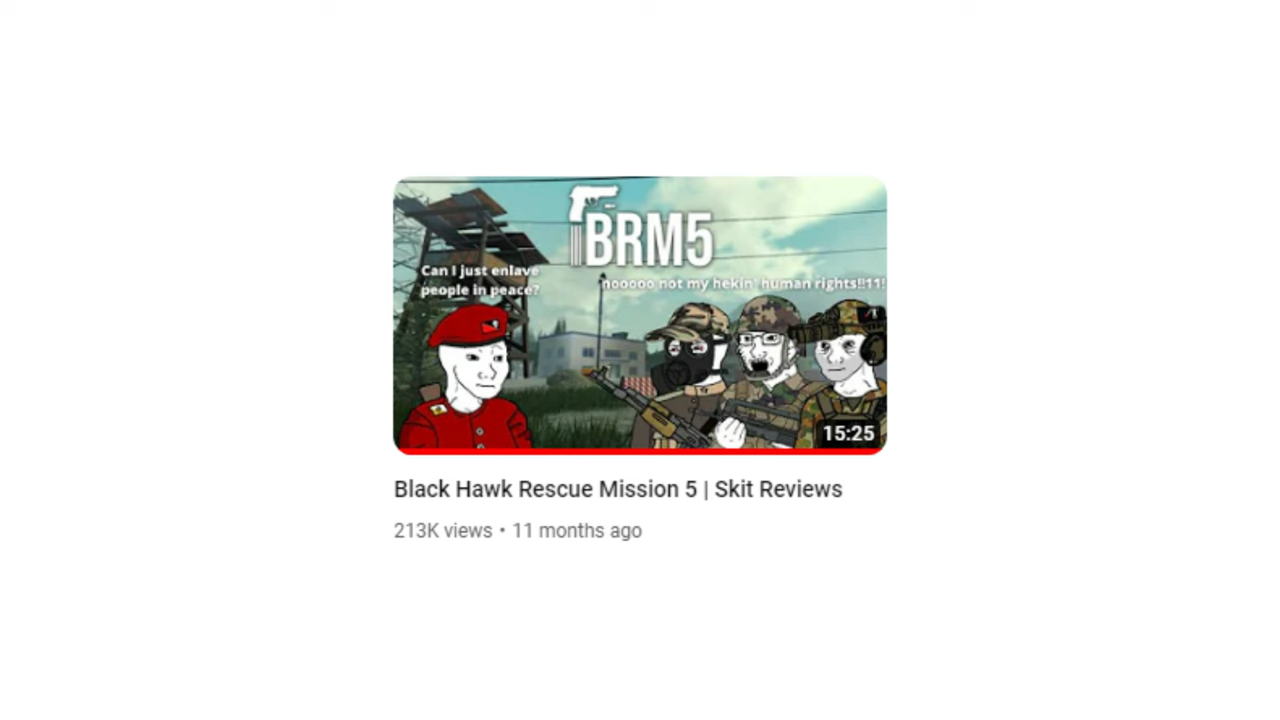 BRM5
Can I just enlave
people in peace?
nooooo not my hekin' human rights!!11!
15:25
Black Hawk Rescue Mission 5 | Skit Reviews
213K views • 11 months ago